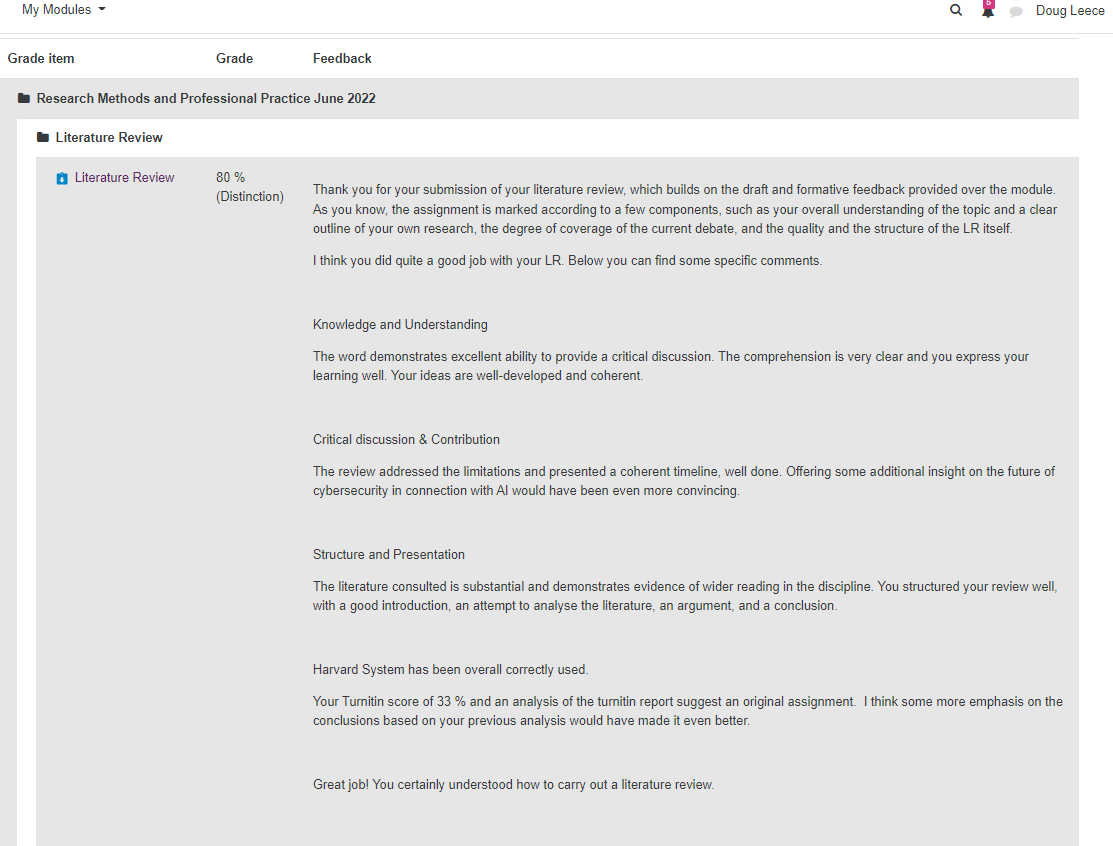 My Modules
6
Doug Leece
Grade item Grade Feedback
Research Methods and Professional Practice June 2022
Literature Review
Literature Review 80 %
(Distinction)
Thank you for your submission of your literature review, which builds on the draft and formative feedback provided over the module.
As you know, the assignment is marked according to a few components, such as your overall understanding of the topic and a clear
outline of your own research, the degree of coverage of the current debate, and the quality and the structure of the LR itself.
I think you did quite a good job with your LR. Below you can find some specific comments.
Knowledge and Understanding
The word demonstrates excellent ability to provide a critical discussion. The comprehension is very clear and you express your
learning well. Your ideas are well-developed and coherent.
Critical discussion & Contribution
The review addressed the limitations and presented a coherent timeline, well done. Offering some additional insight on the future of
cybersecurity in connection with AI would have been even more convincing.
Structure and Presentation
The literature consulted is substantial and demonstrates evidence of wider reading in the discipline. You structured your review well,
with a good introduction, an attempt to analyse the literature, an argument, and a conclusion.
Harvard System has been overall correctly used.
Your Turnitin score of 33 % and an analysis of the turnitin report suggest an original assignment.  I think some more emphasis on the
conclusions based on your previous analysis would have made it even better.
Great job! You certainly understood how to carry out a literature review.